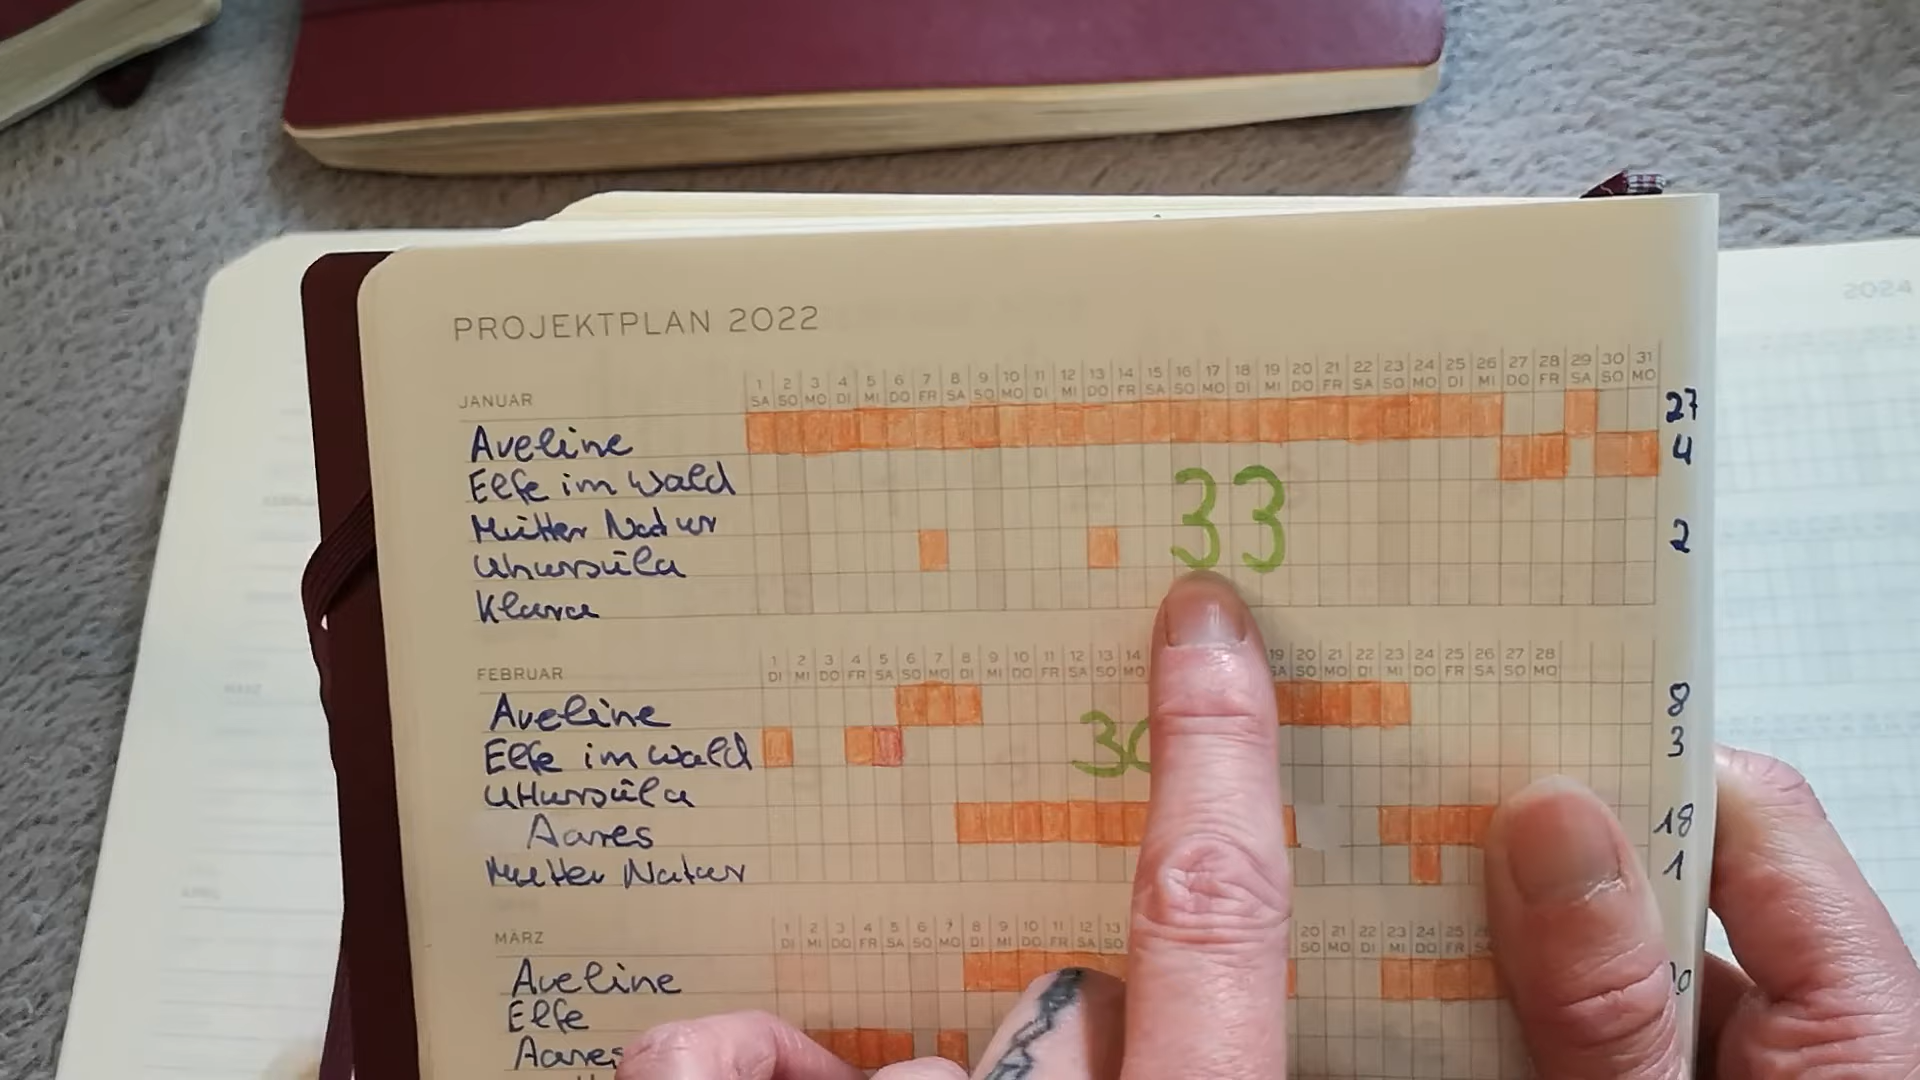 2024
PROJEKTPLAN 2022
JANUAR 1 2 3 4 5 6 7 8 9 10 11 12 13 14 15 16 17 18 19 20 21 22 23 24 25 26 27 28 29 30 31
SA SO MO DI MI DO FR SA SO MO DI MI DO FR SA SO MO DI MI DO FR SA SO MO DI MI DO FR SA SO MO
Aveline 27
Elfe im Wald 4
Mutter Natur
Uhursula 2
Klara
33
FEBRUAR 1 2 3 4 5 6 7 8 9 10 11 12 13 14 19 20 21 22 23 24 25 26 27 28
DI MI DO FR SA SO MO DI MI DO FR SA SO MO SA SO MO DI MI DO FR SA SO MO
Aveline 8
Elfe im Wald 3
UHursula
Aares 18
Mutter Natur 1
MÄRZ 1 2 3 4 5 6 7 8 9 10 11 12 13 20 21 22 23 24 25
DI MI DO FR SA SO MO DI MI DO FR SA SO SO MO DI MI DO FR
Aveline
Elfe
Aares